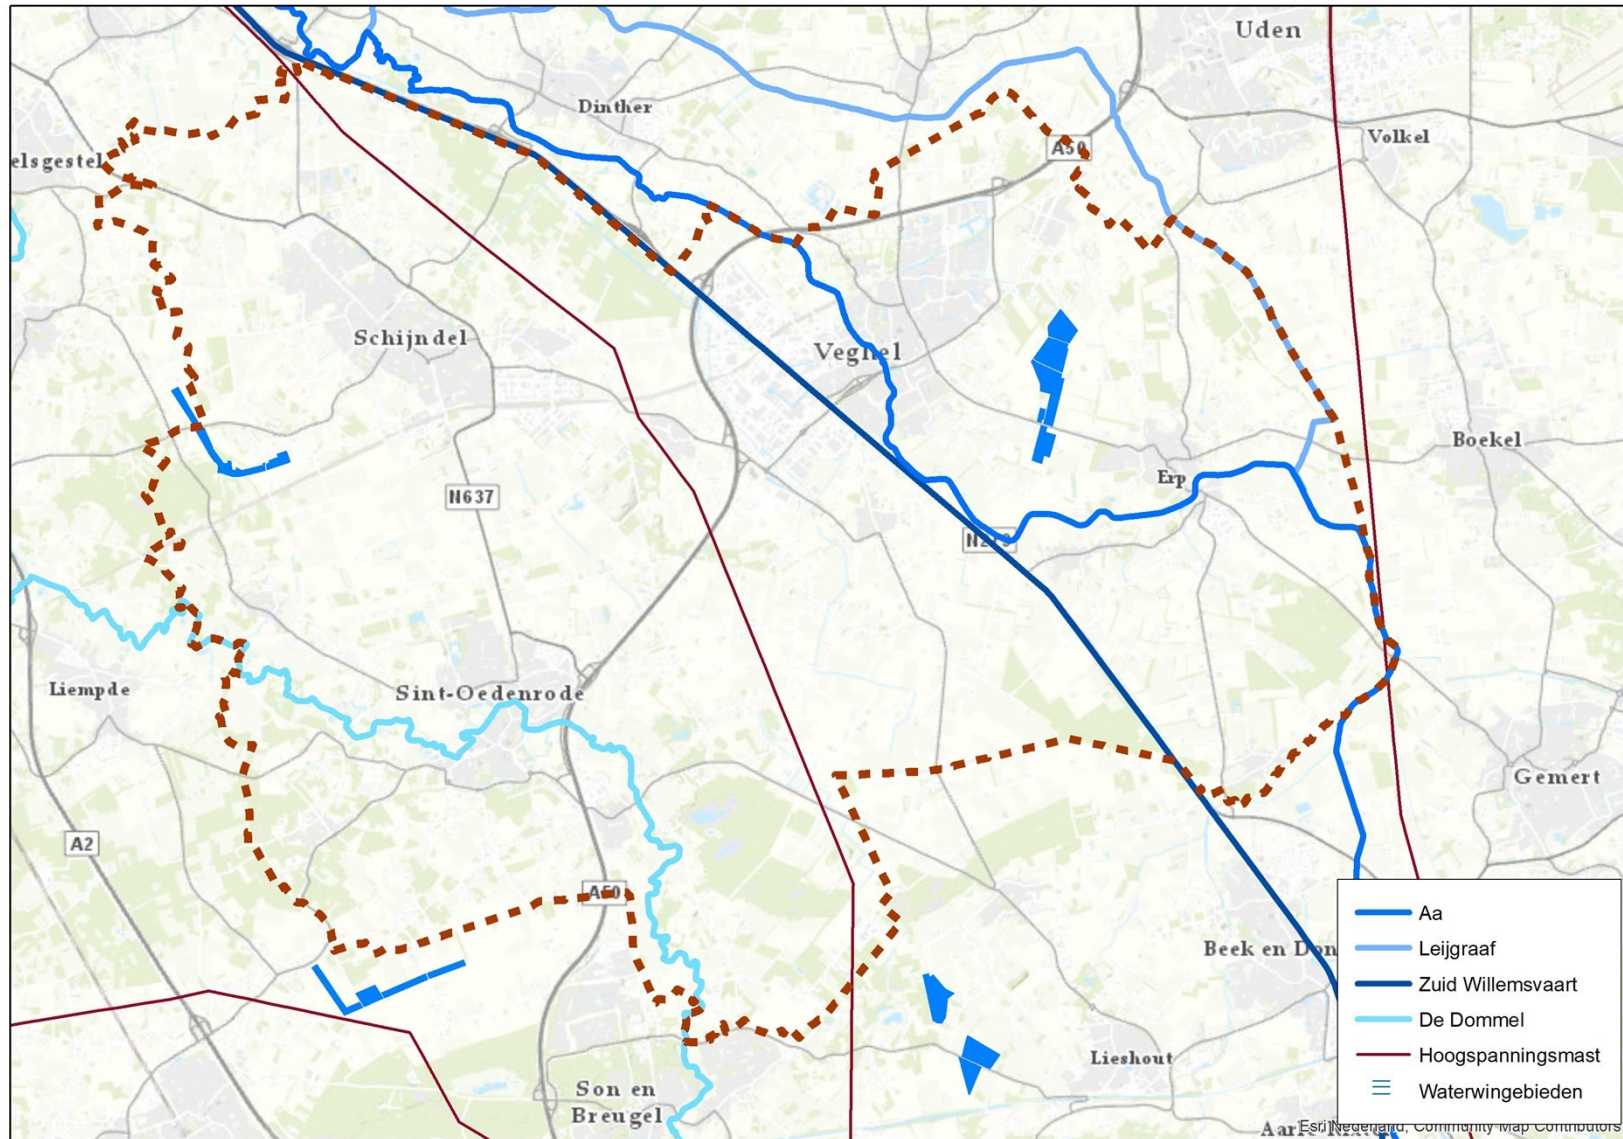 Uden
Dinther
Volkel
A50
elsgestel
Schijndel
Veghel
Boekel
Erp
N637
N279
Liempde
Sint-Oedenrode
Gemert
A2
A50
Beek en Don
Lieshout
Son en
Breugel
Aa
Leijgraaf
Zuid Willemsvaart
De Dommel
Hoogspanningsmast
Waterwingebieden
Esri Nederland, Community Map Contributors